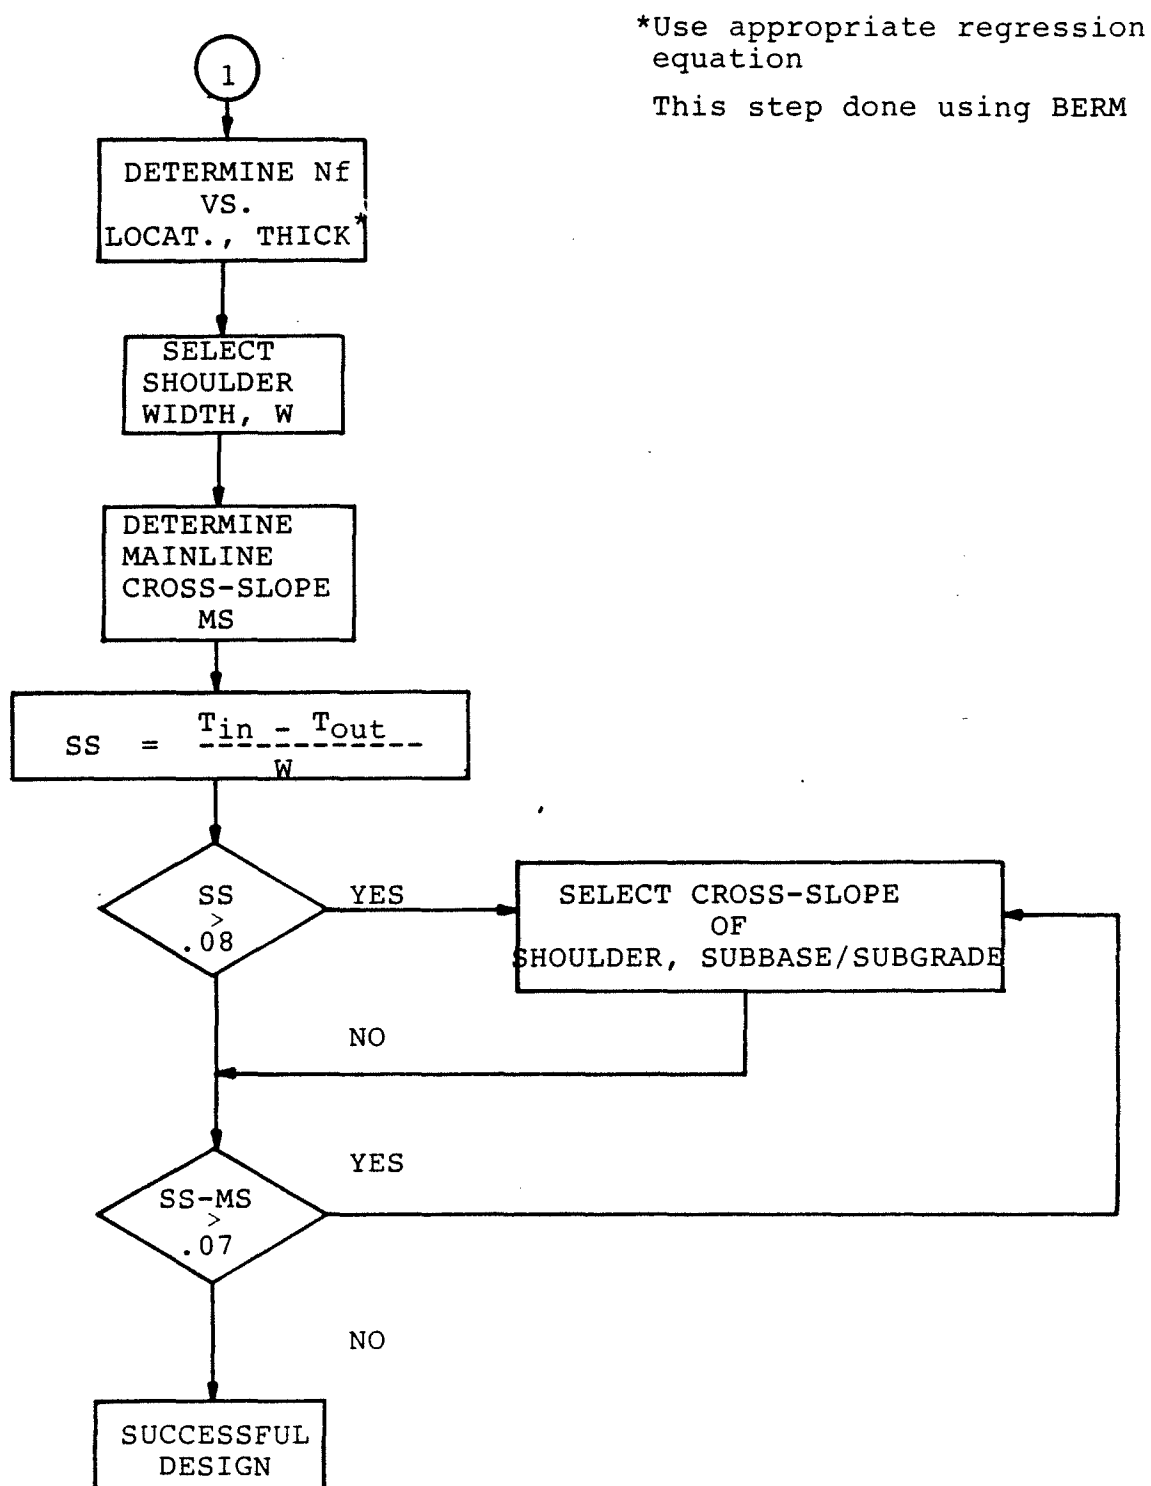 *Use appropriate regression
equation
This step done using BERM
1
DETERMINE Nf
VS.
LOCAT., THICK*
SELECT
SHOULDER
WIDTH, W
DETERMINE
MAINLINE
CROSS-SLOPE
MS
SS = Tin - Tout
------------
W
SS
>
.08
YES
SELECT CROSS-SLOPE
OF
SHOULDER, SUBBASE/SUBGRADE
NO
YES
SS-MS
>
.07
NO
SUCCESSFUL
DESIGN